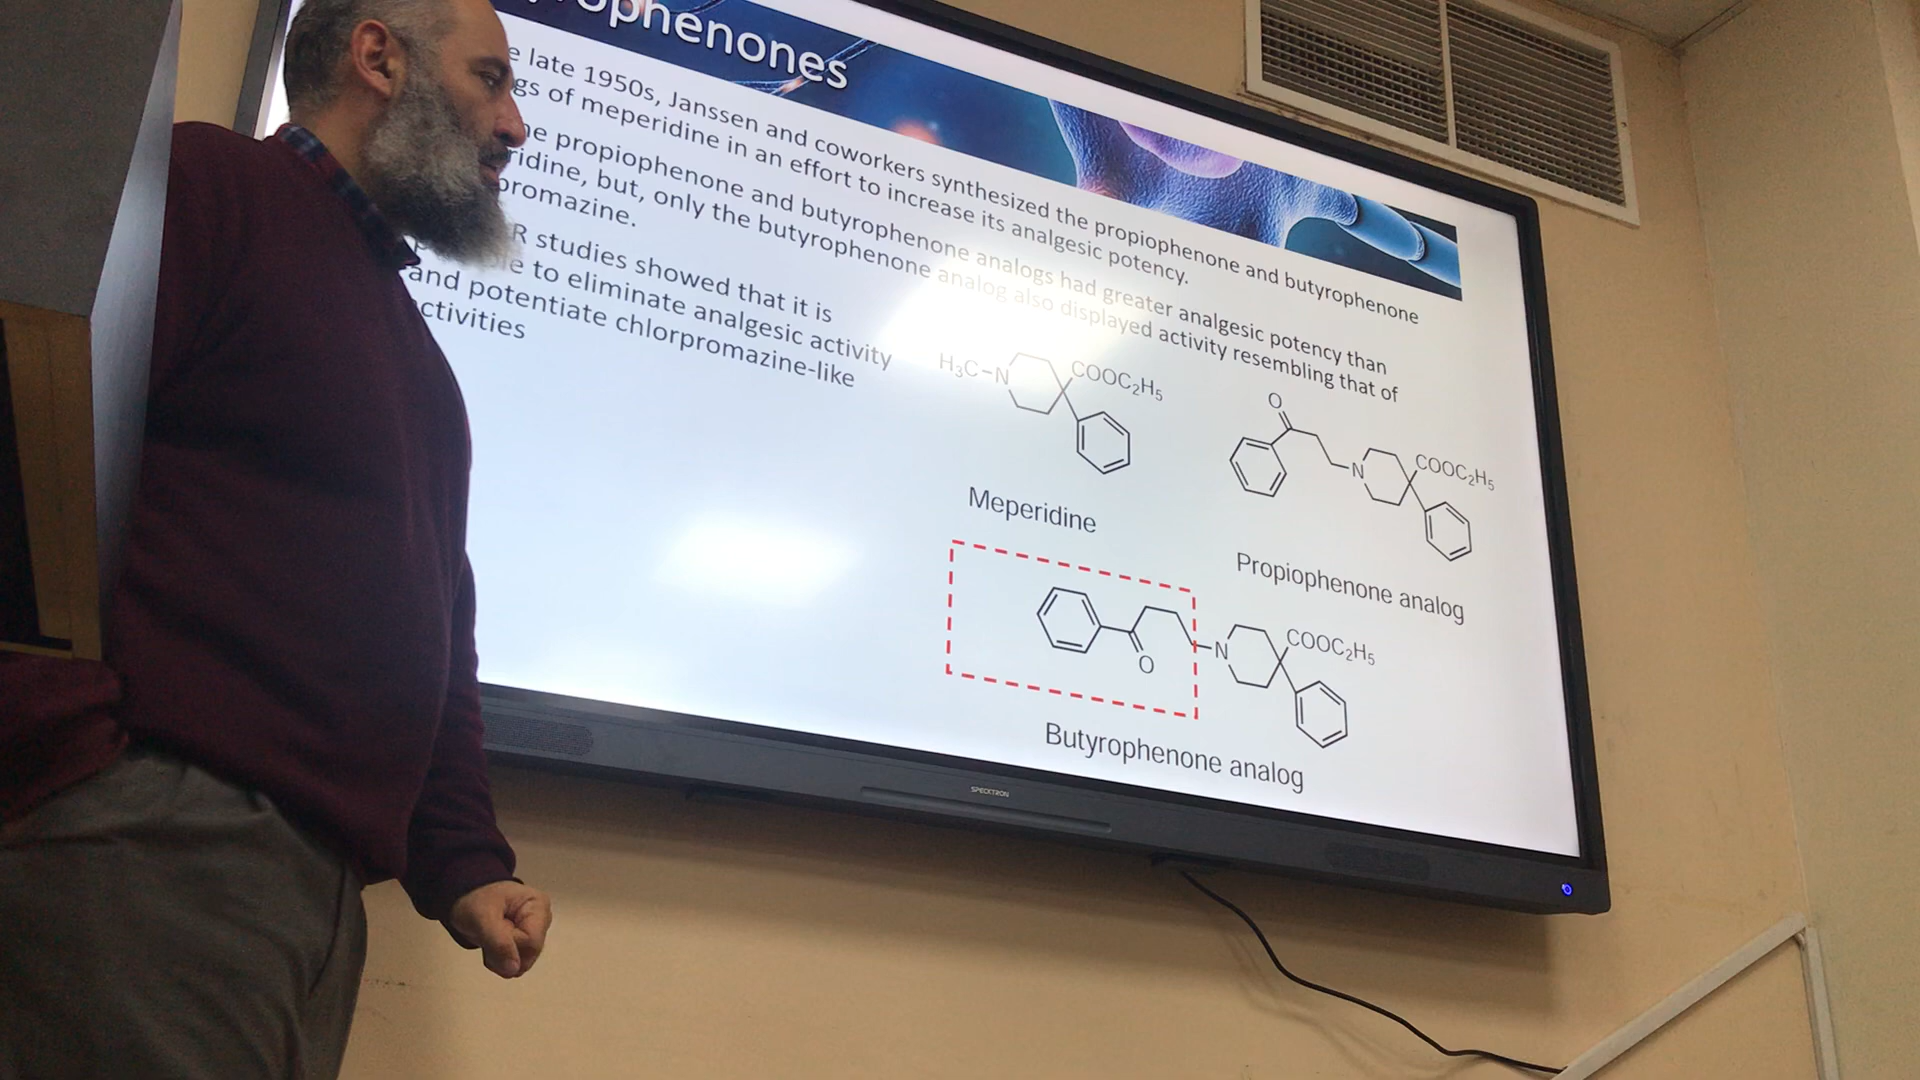 ophenones
late 1950s, Janssen and coworkers synthesized the propiophenone and butyrophenone
gs of meperidine in an effort to increase its analgesic potency.
he propiophenone and butyrophenone analogs had greater analgesic potency than
ridine, but, only the butyrophenone analog also displayed activity resembling that of
promazine.
R studies showed that it is
le to eliminate analgesic activity
and potentiate chlorpromazine-like
ctivities
H₃C-N
COOC₂H₅
Meperidine
O
N
COOC₂H₅
Propiophenone analog
O
N
COOC₂H₅
Butyrophenone analog
SPECKTRON